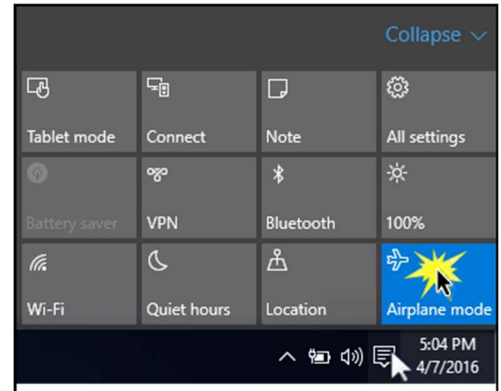 Collapse
Tablet mode Connect Note All settings
Battery saver VPN Bluetooth 100%
Wi-Fi Quiet hours Location Airplane mode
5:04 PM
4/7/2016